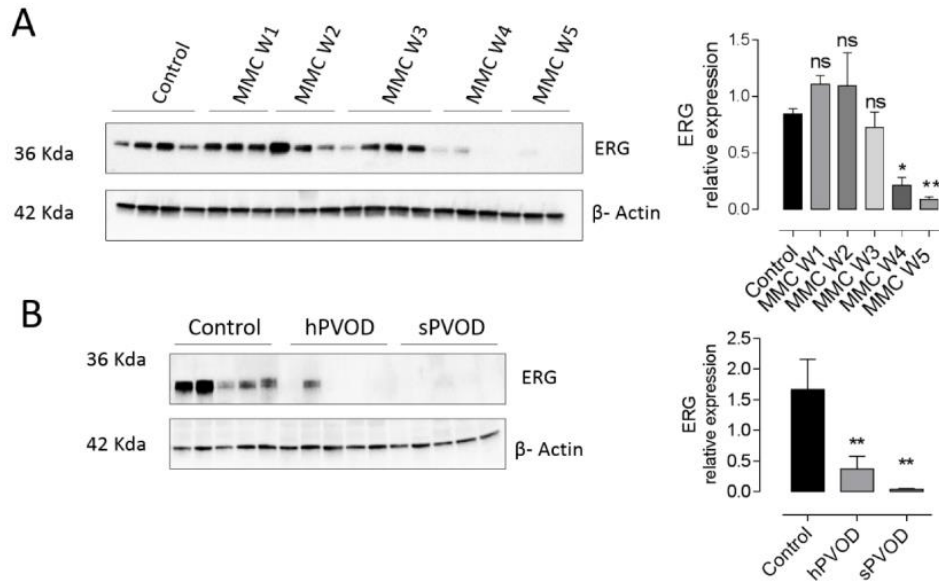 A
Control
MMC W1
MMC W2
MMC W3
MMC W4
MMC W5
36 Kda
ERG
42 Kda
β- Actin
1.5
1.0
0.5
0.0
ERG
relative expression
ns
ns
ns
*
**
Control
MMC W1
MMC W2
MMC W3
MMC W4
MMC W5
B
Control
hPVOD
sPVOD
36 Kda
ERG
42 Kda
β- Actin
2.5
2.0
1.5
1.0
0.5
0.0
ERG
relative expression
**
**
Control
hPVOD
sPVOD